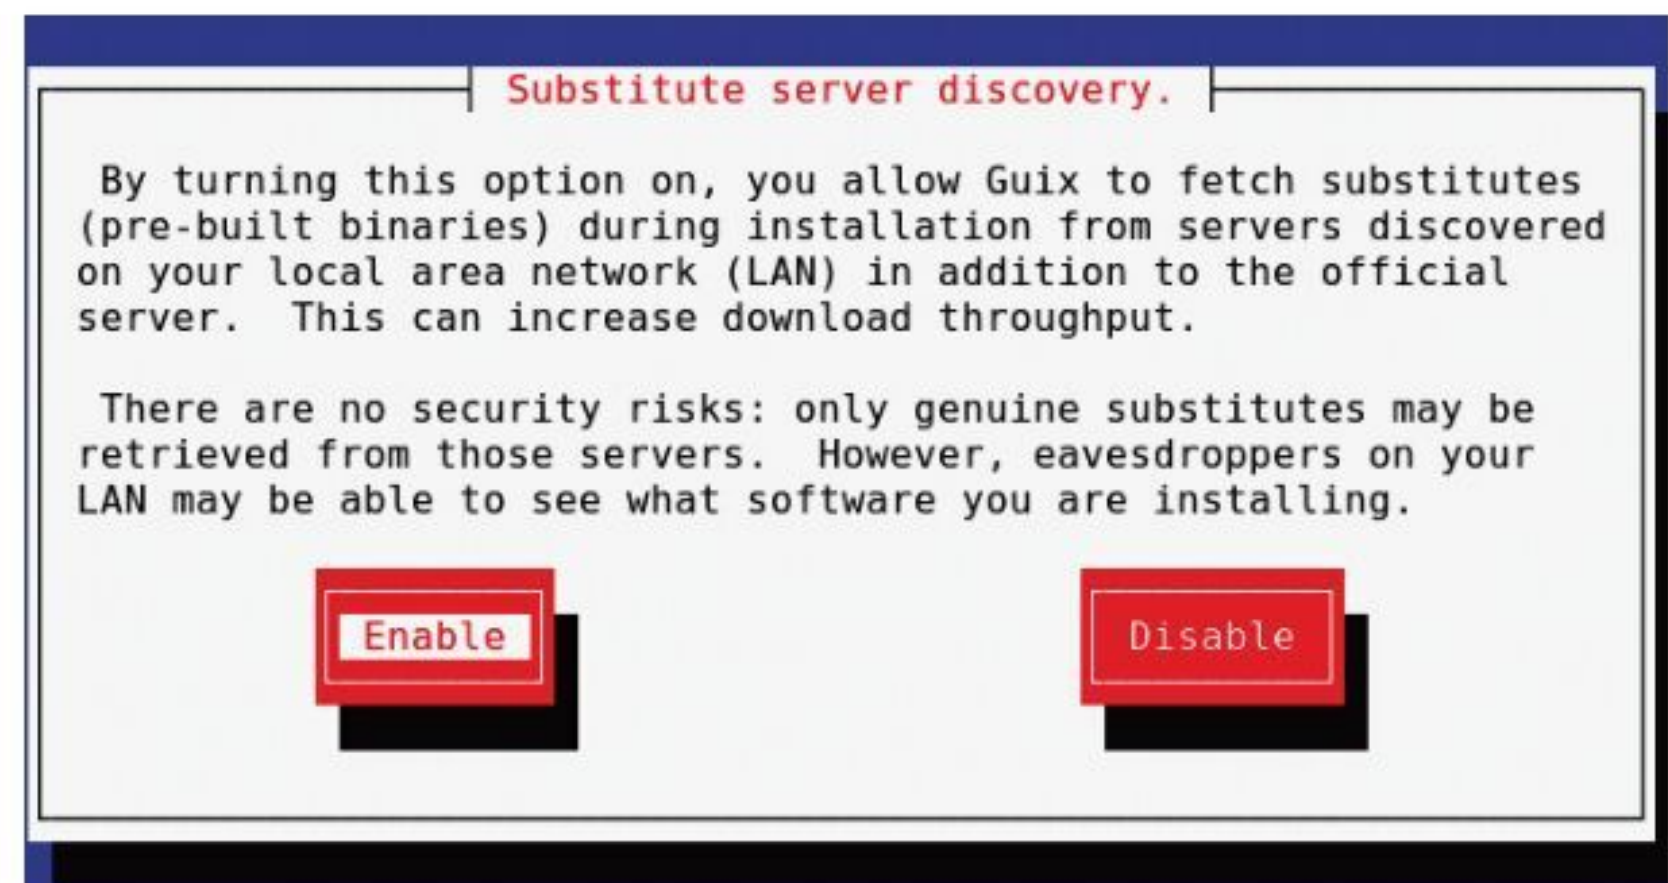 Substitute server discovery.
By turning this option on, you allow Guix to fetch substitutes
(pre-built binaries) during installation from servers discovered
on your local area network (LAN) in addition to the official
server.  This can increase download throughput.
There are no security risks: only genuine substitutes may be
retrieved from those servers.  However, eavesdroppers on your
LAN may be able to see what software you are installing.
Enable
Disable